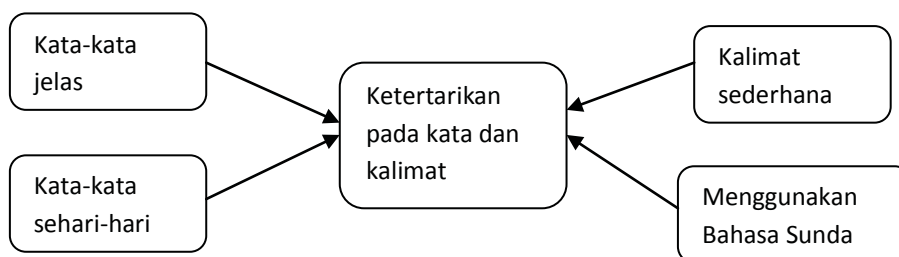 Kata-kata
jelas
Kata-kata
sehari-hari
Ketertarikan
pada kata dan
kalimat
Kalimat
sederhana
Menggunakan
Bahasa Sunda